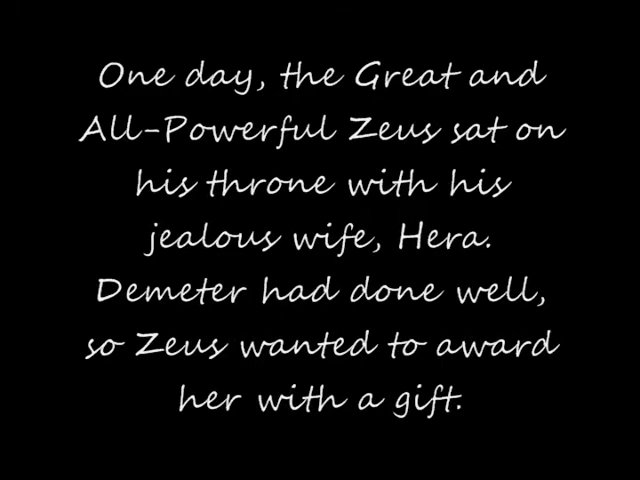 One day, the Great and
All-Powerful Zeus sat on
his throne with his
jealous wife, Hera.
Demeter had done well,
so Zeus wanted to award
her with a gift.